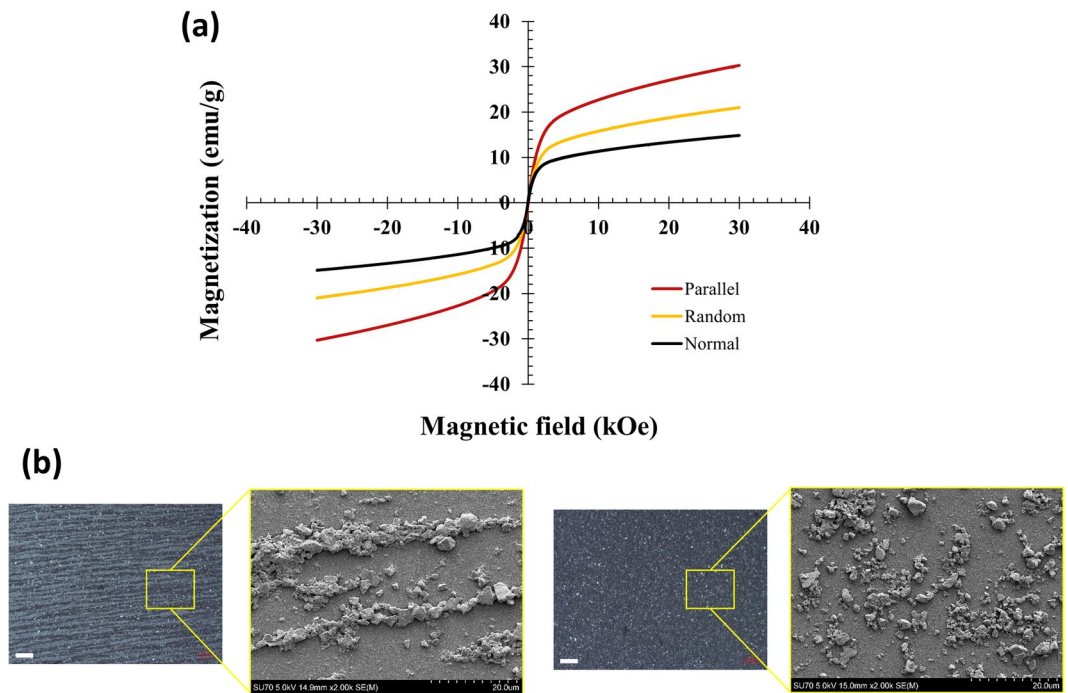 (a)
Magnetization (emu/g)
40
30
20
10
0
-40 -30 -20 -10 0 10 20 30 40
-10
-20
-30
-40
Parallel
Random
Normal
Magnetic field (kOe)
(b)
SU70 5.0kV 14.9mm x2.00k SE(M) 20.0um
SU70 5.0kV 15.0mm x2.00k SE(M) 20.0um